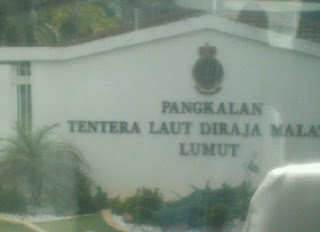 PANGKALAN
TENTERA LAUT DIRAJA MALA
LUMUT